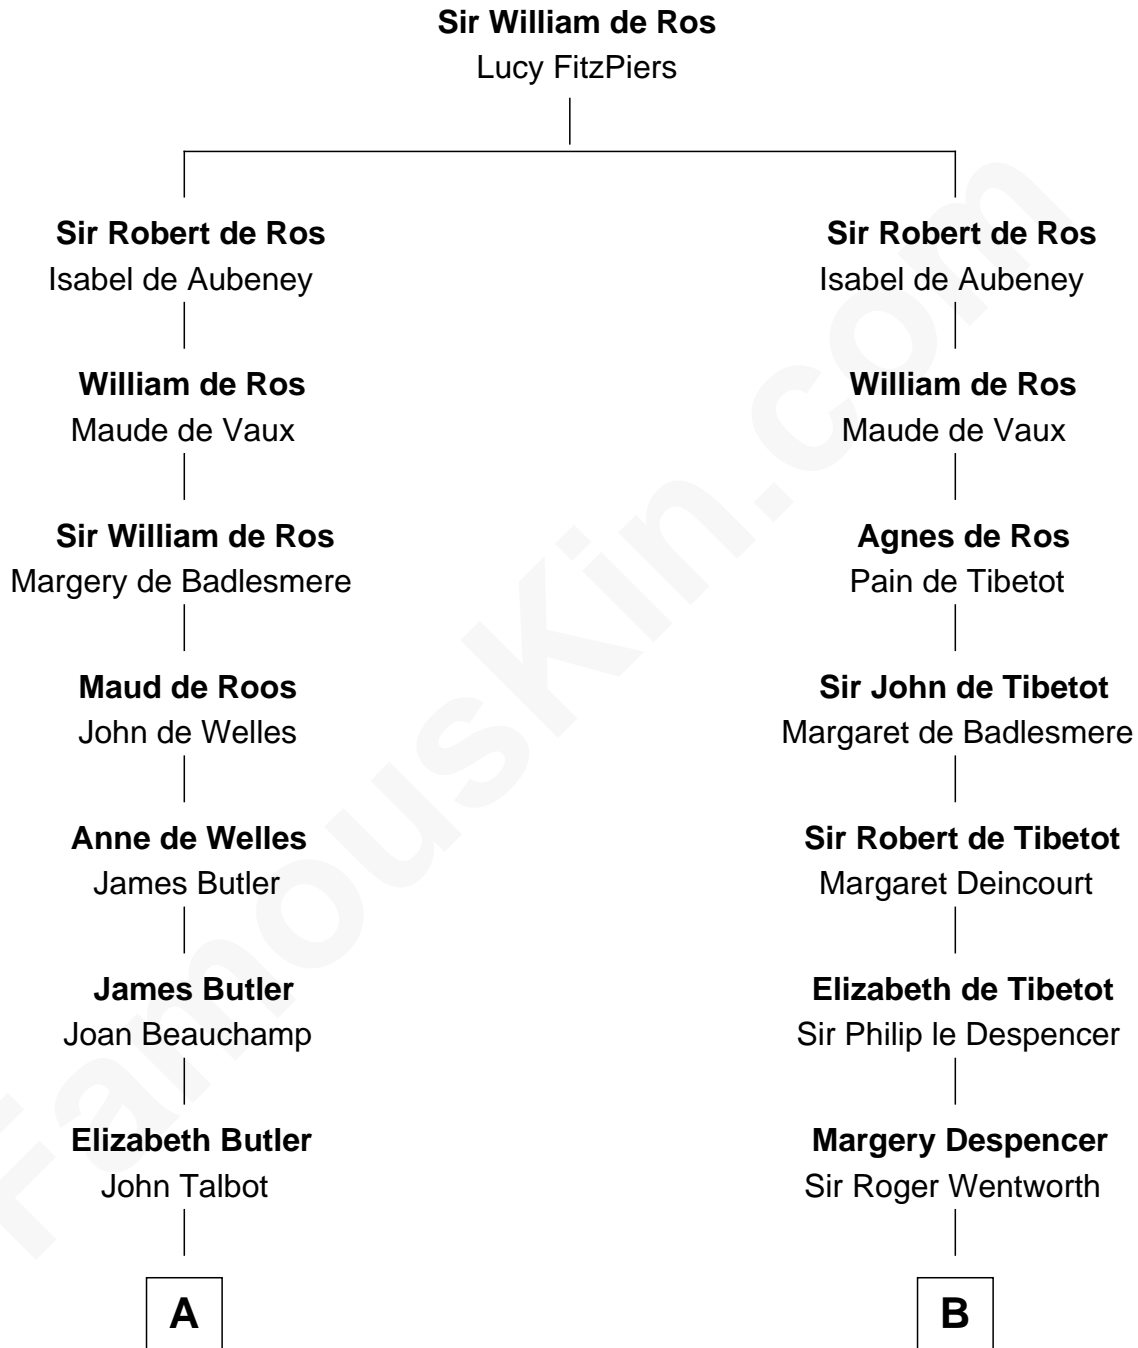 Sir William de Ros
Lucy FitzPiers
Sir Robert de Ros
Isabel de Aubeney
William de Ros
Maude de Vaux
Sir William de Ros
Margery de Badlesmere
Maud de Roos
John de Welles
Anne de Welles
James Butler
James Butler
Joan Beauchamp
Elizabeth Butler
John Talbot
A
Sir Robert de Ros
Isabel de Aubeney
William de Ros
Maude de Vaux
Agnes de Ros
Pain de Tibetot
Sir John de Tibetot
Margaret de Badlesmere
Sir Robert de Tibetot
Margaret Deincourt
Elizabeth de Tibetot
Sir Philip le Despencer
Margery Despencer
Sir Roger Wentworth
B
FamousKin.com